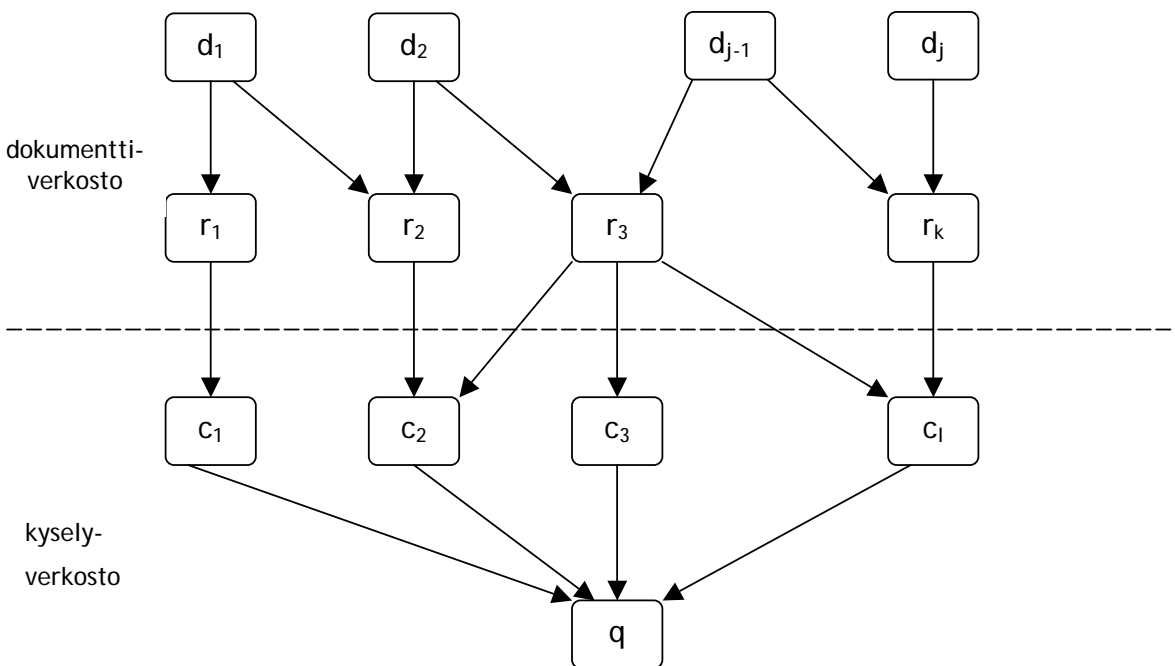 d₁ d₂ dⱼ₋₁ dⱼ
dokumentti-
verkosto
r₁ r₂ r₃ rₖ
c₁ c₂ c₃ cₗ
kysely-
verkosto
q